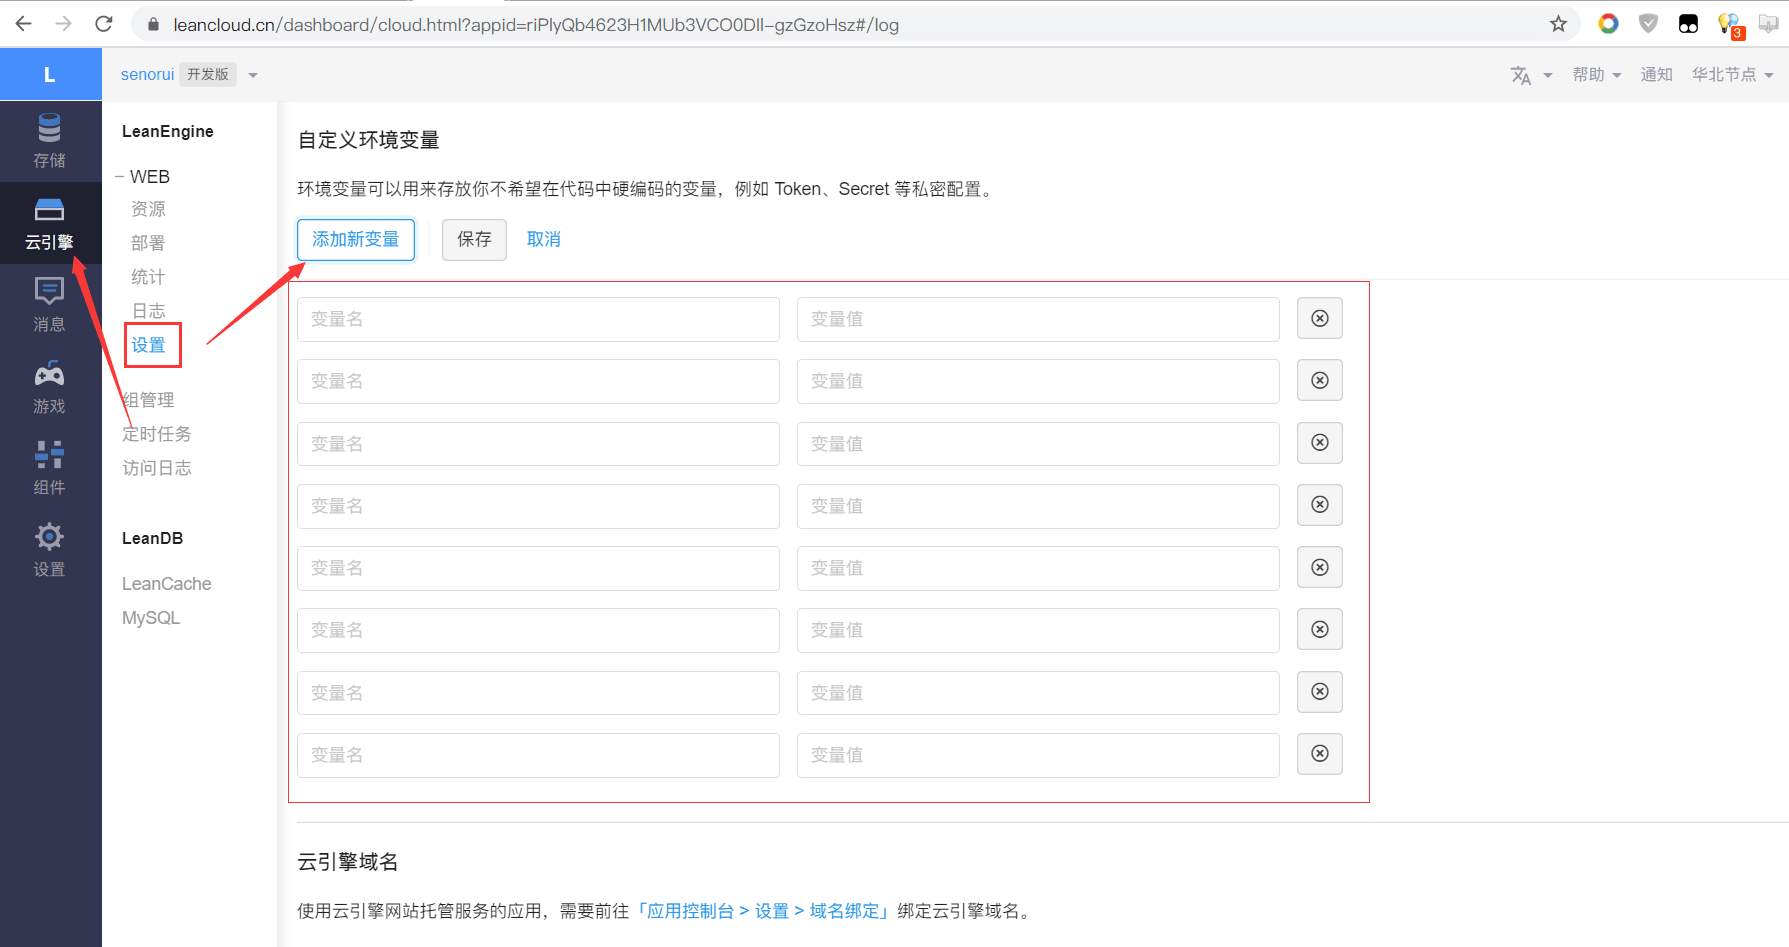 leancloud.cn/dashboard/cloud.html?appid=riPlyQb4623H1MUb3VCO0DII-gzGzoHsz#/log
3
L
senorui 开发版
帮助
通知
华北节点
存储
云引擎
消息
游戏
组件
设置
LeanEngine
WEB
资源
部署
统计
日志
设置
组管理
定时任务
访问日志
LeanDB
LeanCache
MySQL
自定义环境变量
环境变量可以用来存放你不希望在代码中硬编码的变量，例如 Token、Secret 等私密配置。
添加新变量 保存 取消
变量名 变量值
变量名 变量值
变量名 变量值
变量名 变量值
变量名 变量值
变量名 变量值
变量名 变量值
变量名 变量值
云引擎域名
使用云引擎网站托管服务的应用，需要前往「应用控制台 > 设置 > 域名绑定」绑定云引擎域名。